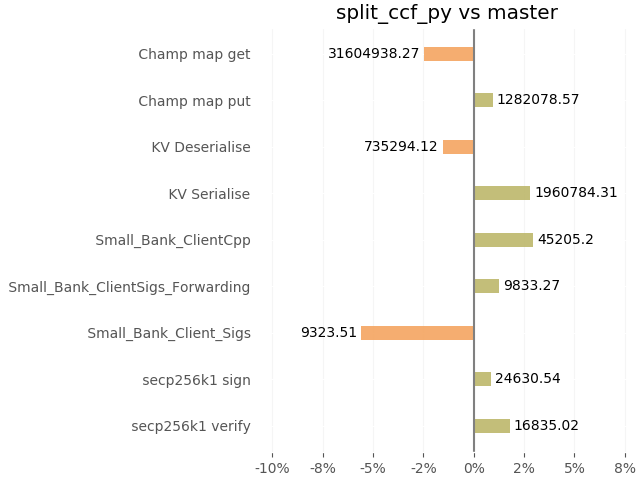 split_ccf_py vs master
Champ map get 31604938.27
Champ map put 1282078.57
KV Deserialise 735294.12
KV Serialise 1960784.31
Small_Bank_ClientCpp 45205.2
Small_Bank_ClientSigs_Forwarding 9833.27
Small_Bank_Client_Sigs 9323.51
secp256k1 sign 24630.54
secp256k1 verify 16835.02
-10% -8% -5% -2% 0% 2% 5% 8%